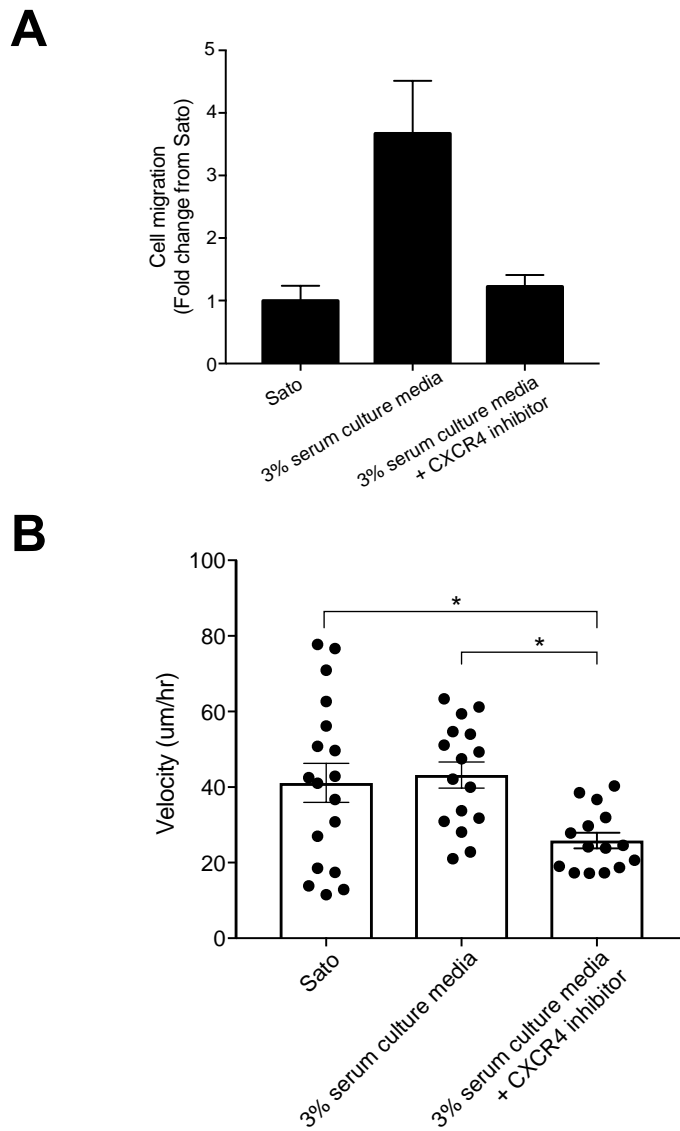 A
5
4
3
2
1
0
Cell migration
(Fold change from Sato)
Sato
3% serum culture media
3% serum culture media
+ CXCR4 inhibitor
B
100
80
60
40
20
0
Velocity (um/hr)
*
*
Sato
3% serum culture media
3% serum culture media
+ CXCR4 inhibitor